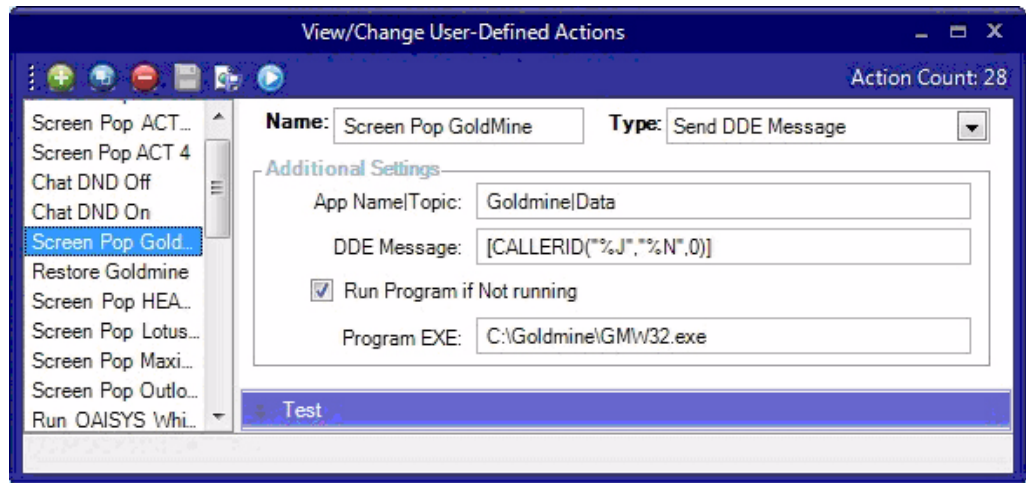 View/Change User-Defined Actions
Action Count: 28
Screen Pop ACT...
Screen Pop ACT 4
Chat DND Off
Chat DND On
Screen Pop Gold...
Restore Goldmine
Screen Pop HEA...
Screen Pop Lotus...
Screen Pop Maxi...
Screen Pop Outlo...
Run OAISYS Whi...
Name: Screen Pop GoldMine Type: Send DDE Message
Additional Settings
App Name|Topic: Goldmine|Data
DDE Message: [CALLERID("%J","%N",0)]
Run Program if Not running
Program EXE: C:\Goldmine\GMW32.exe
Test